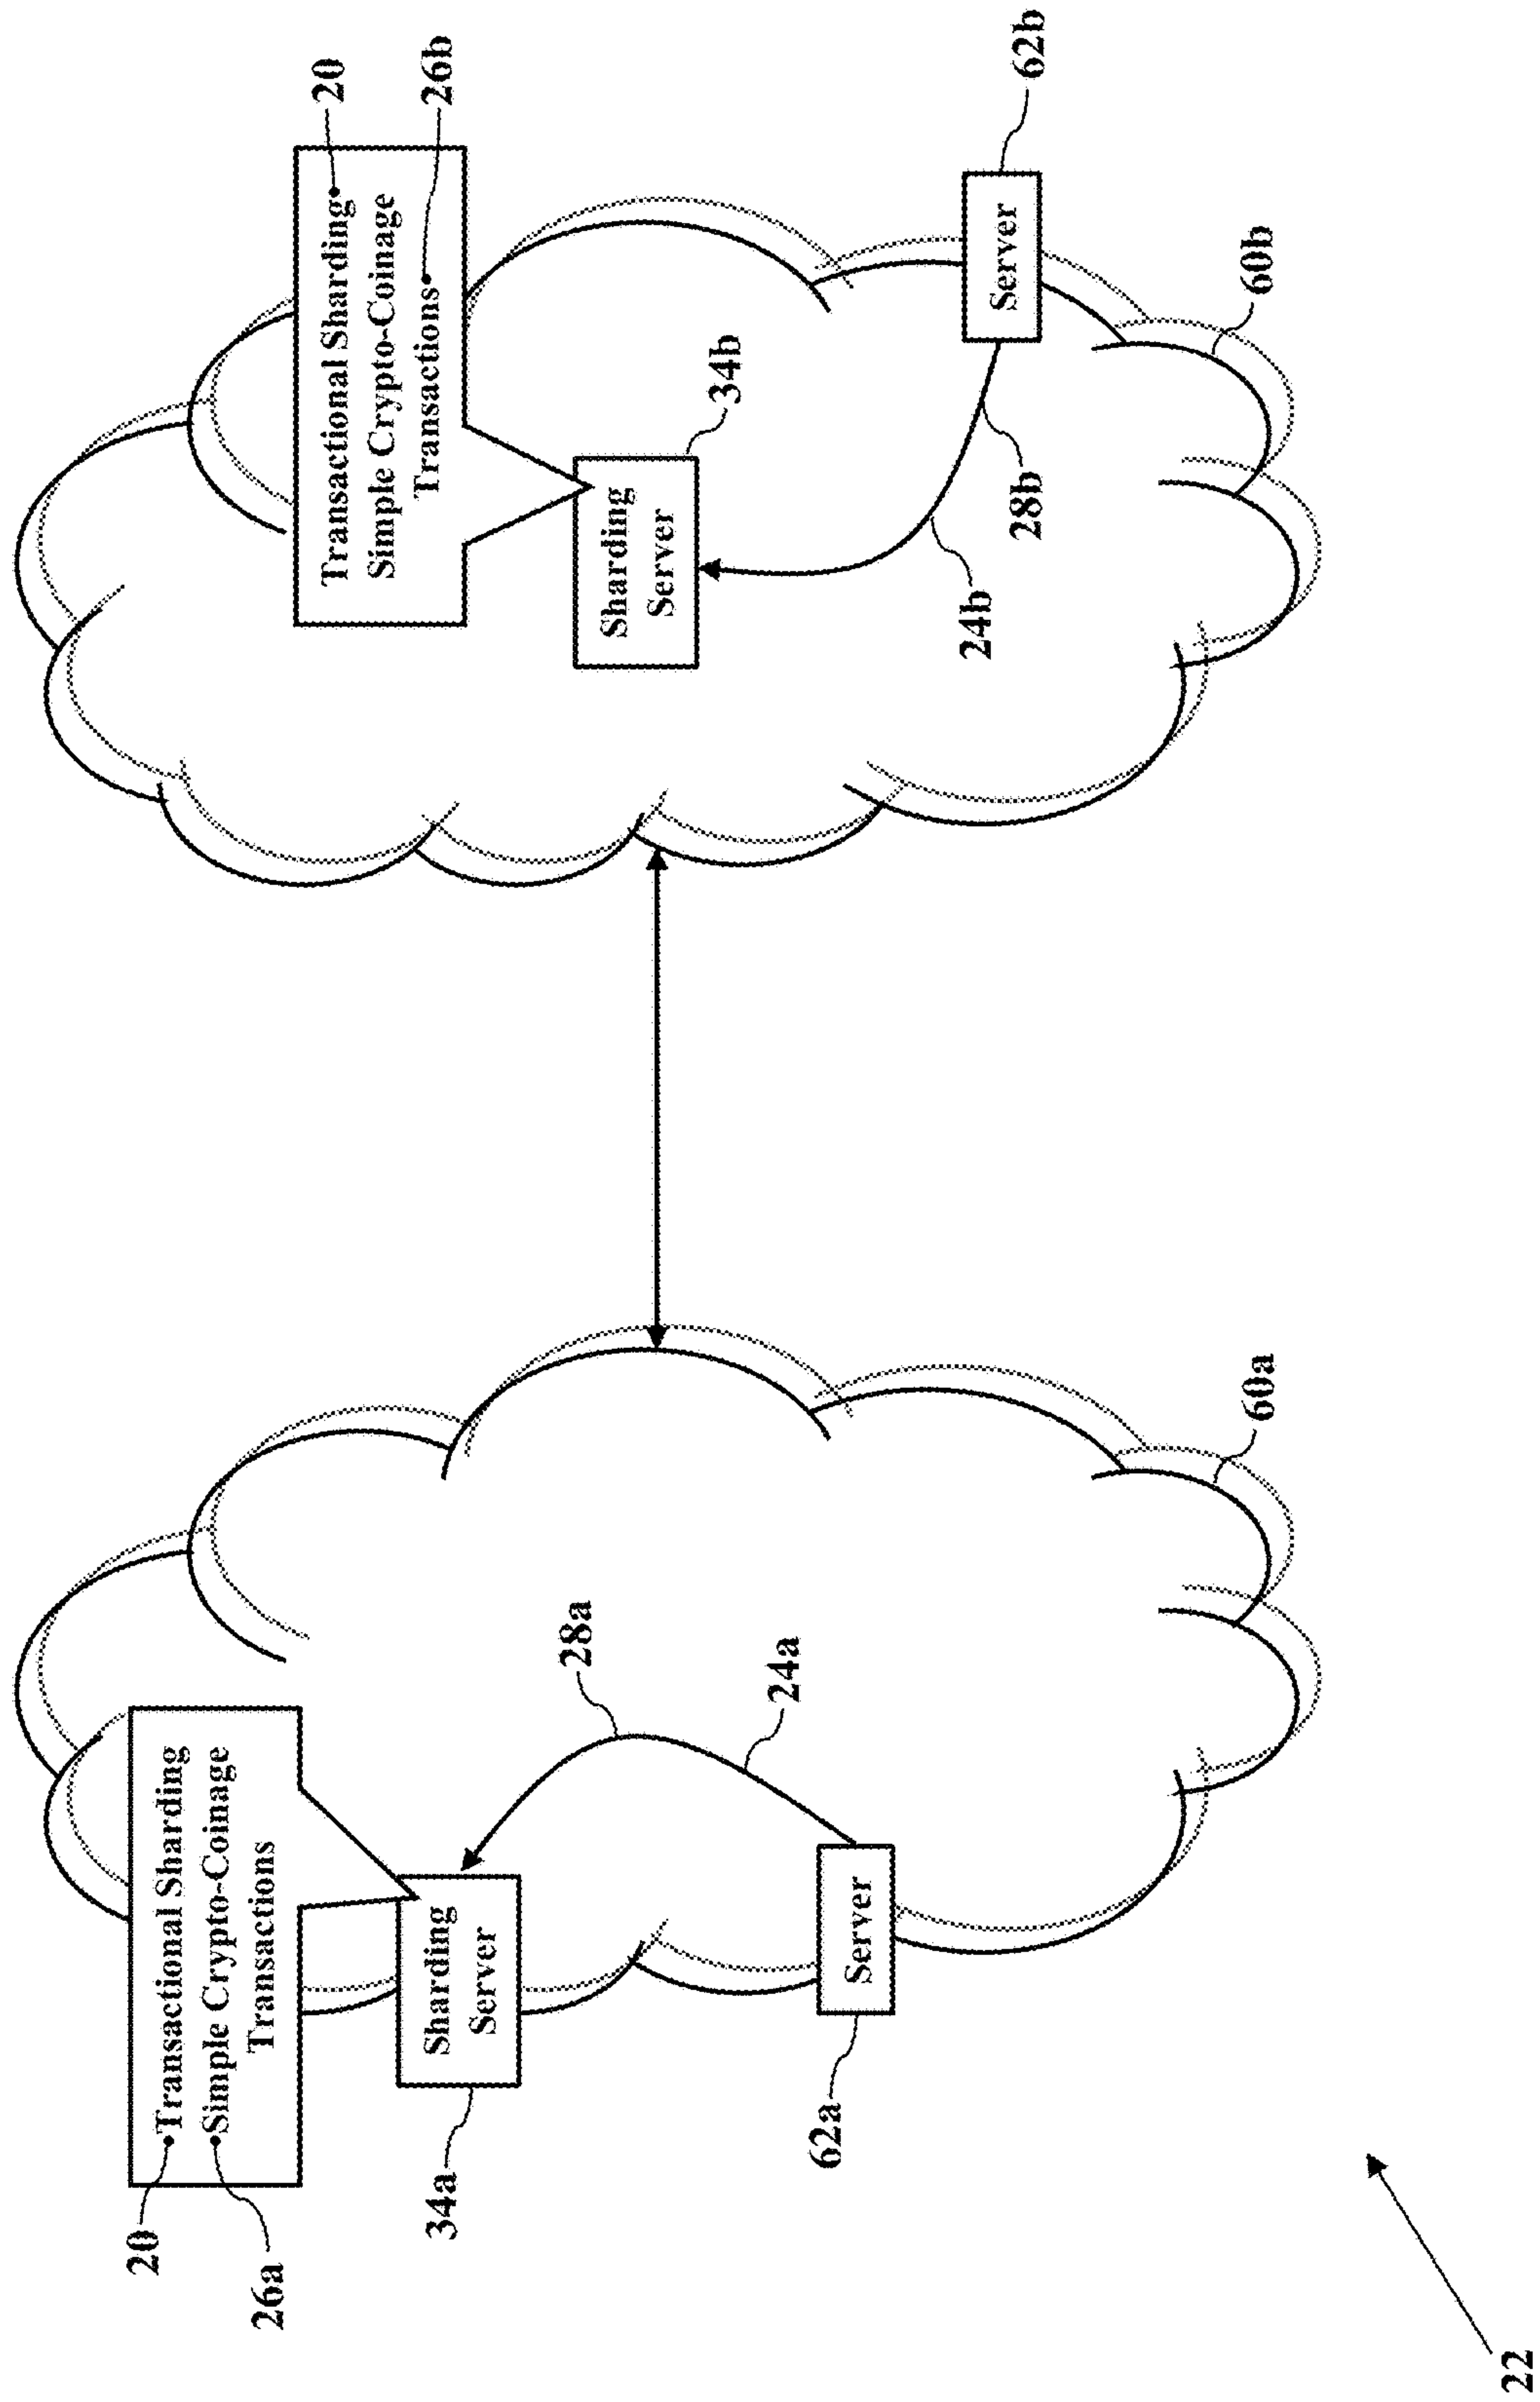 20
Transactional Sharding
26a
Simple Crypto-Coinage
Transactions
34a
Sharding
Server
28a
24a
62a
Server
60a
20
Transactional Sharding
Simple Crypto-Coinage
Transactions
26b
Sharding
Server
34b
24b
28b
Server
62b
60b
22